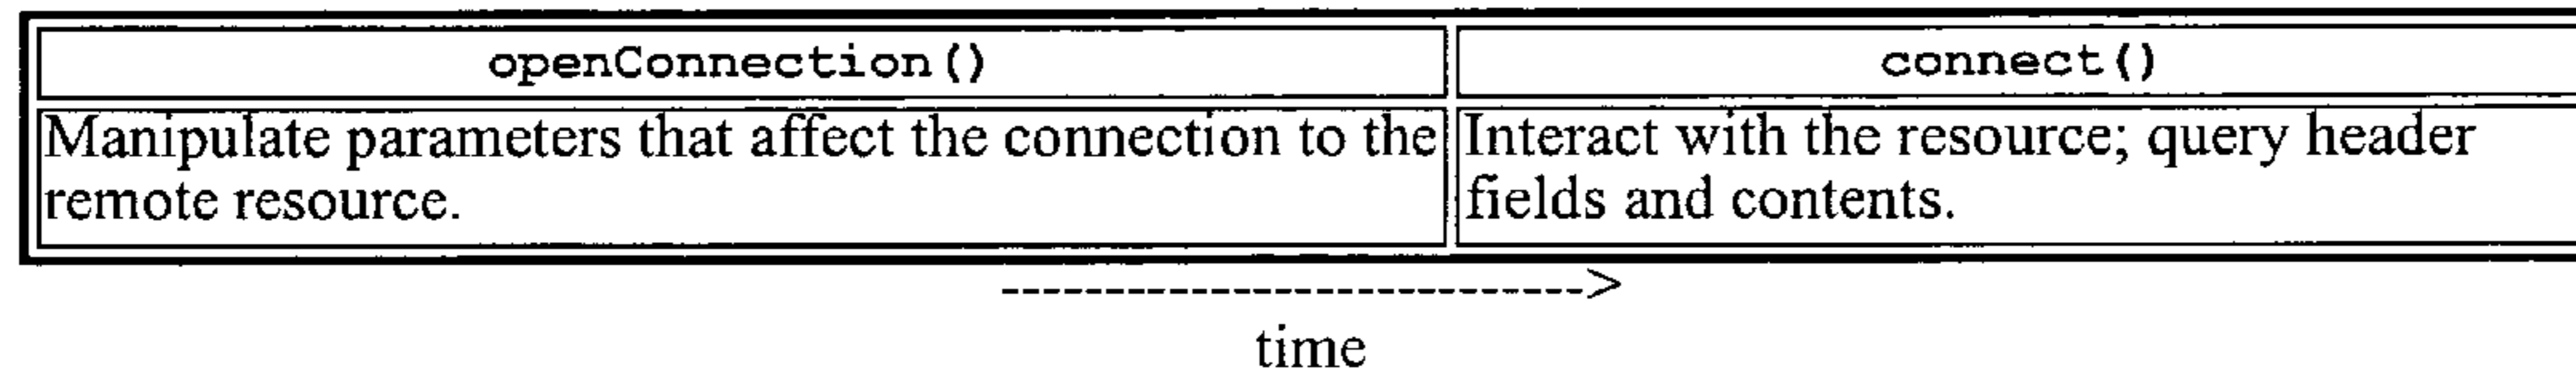 openConnection() connect()
Manipulate parameters that affect the connection to the Interact with the resource; query header
remote resource. fields and contents.
---------------------------->
time